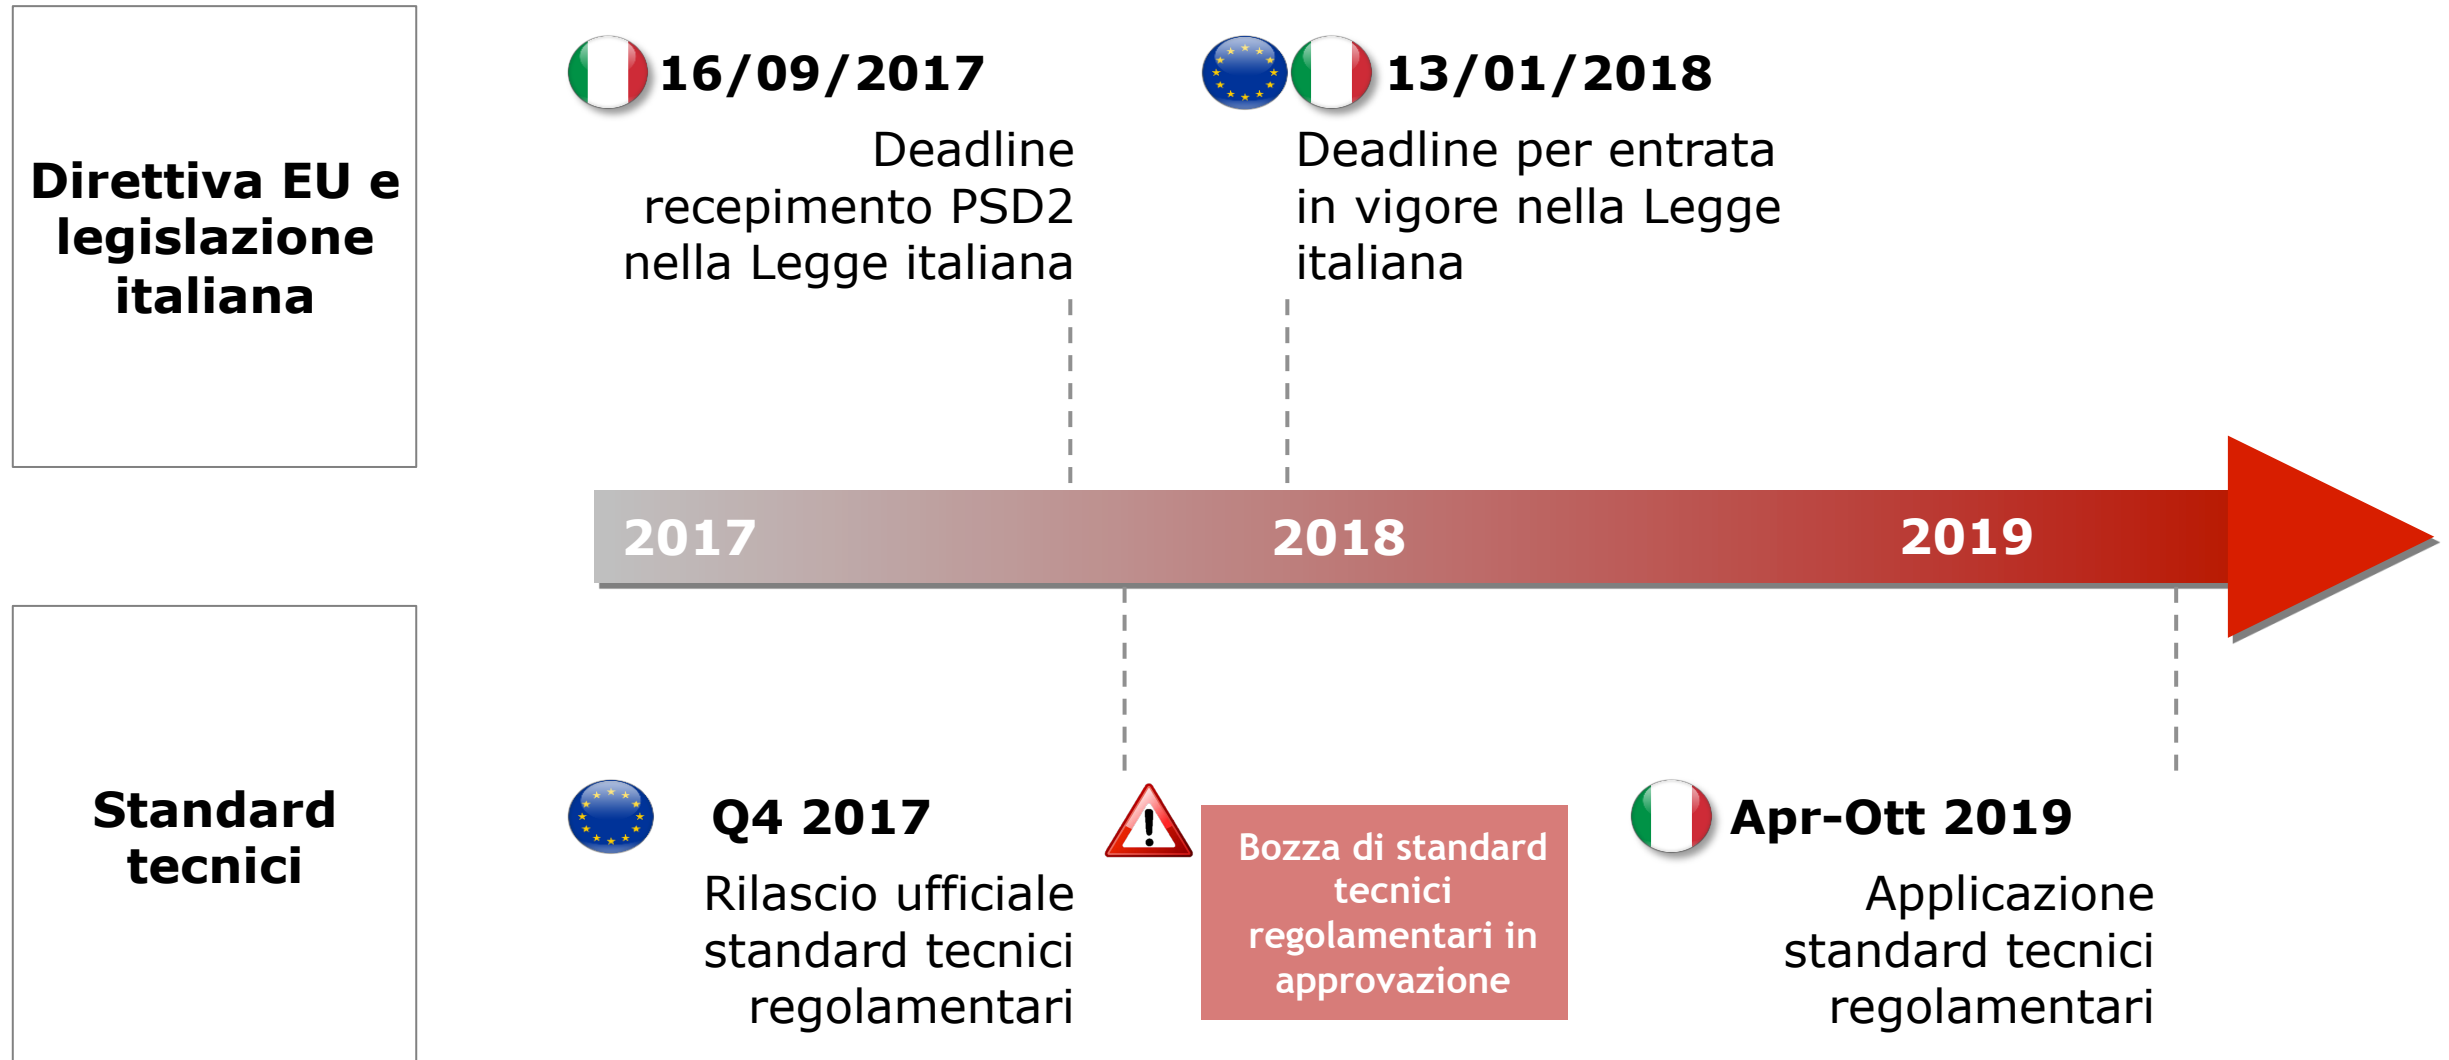 Direttiva EU e
legislazione
italiana
16/09/2017
Deadline
recepimento PSD2
nella Legge italiana
13/01/2018
Deadline per entrata
in vigore nella Legge
italiana
2017
2018
2019
Standard
tecnici
Q4 2017
Rilascio ufficiale
standard tecnici
regolamentari
Bozza di standard
tecnici
regolamentari in
approvazione
Apr-Ott 2019
Applicazione
standard tecnici
regolamentari